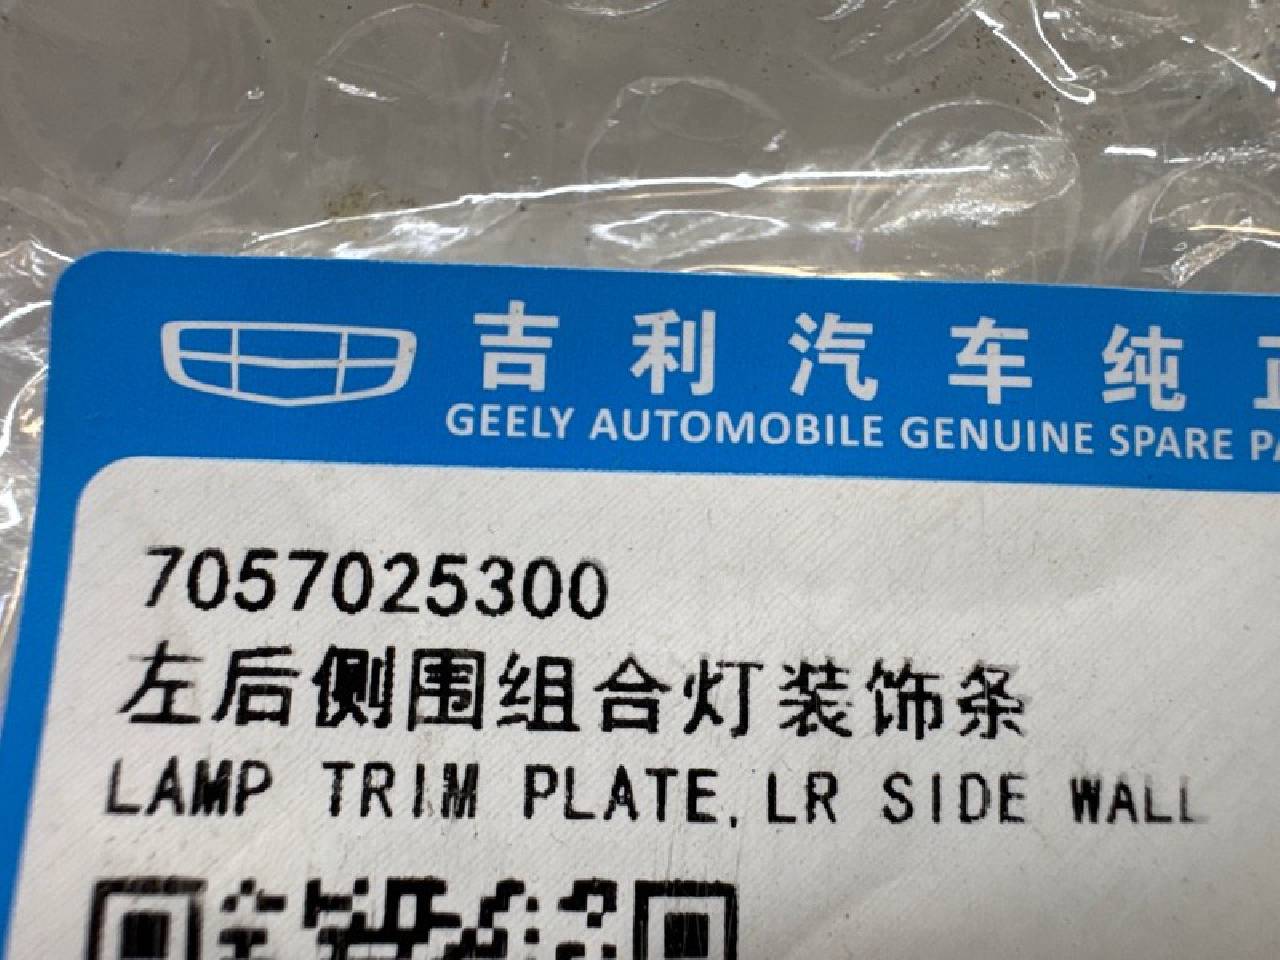 吉利汽车纯正
GEELY AUTOMOBILE GENUINE SPARE
7057025300
左后侧围组合灯装饰条
LAMP TRIM PLATE, LR SIDE WALL